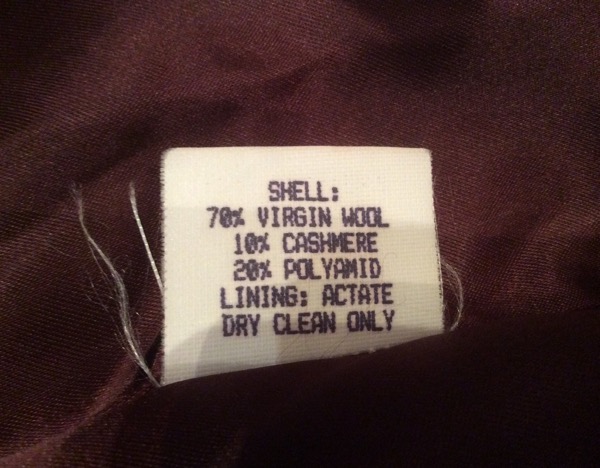 SHELL:
70% VIRGIN WOOL
10% CASHMERE
20% POLYAMID
LINING: ACTATE
DRY CLEAN ONLY